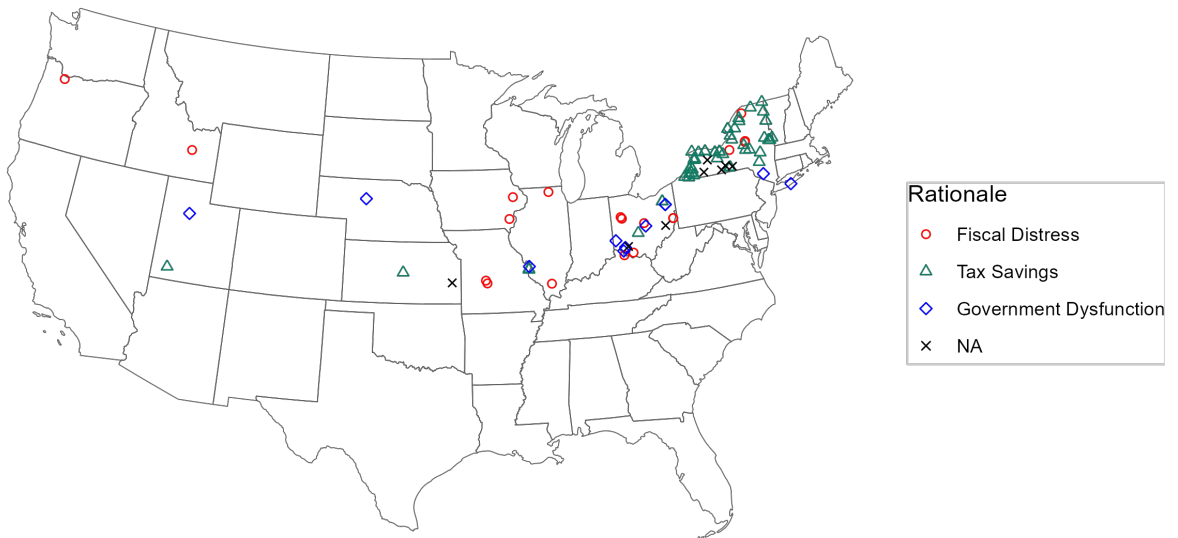 Rationale
Fiscal Distress
Tax Savings
Government Dysfunction
NA